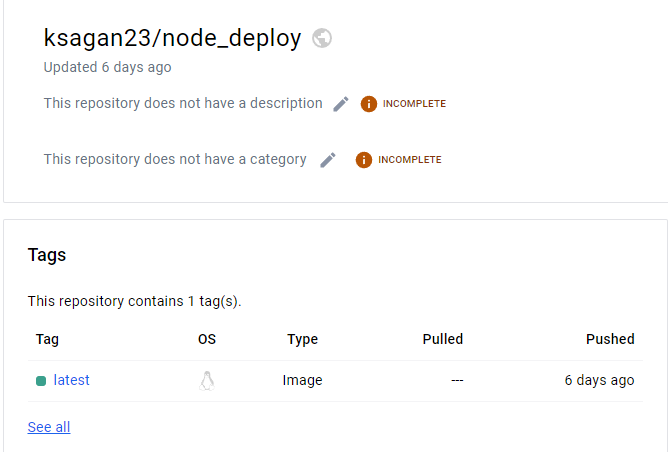 ksagan23/node_deploy
Updated 6 days ago
This repository does not have a description INCOMPLETE
This repository does not have a category INCOMPLETE
Tags
This repository contains 1 tag(s).
Tag OS Type Pulled Pushed
latest Image --- 6 days ago
See all